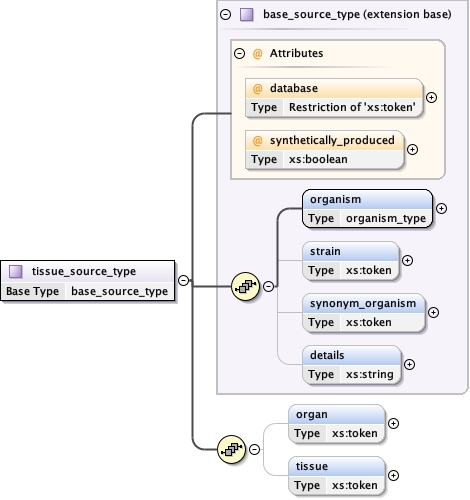 base_source_type (extension base)
@ Attributes
@ database
Type Restriction of 'xs:token'
@ synthetically_produced
Type xs:boolean
organism
Type organism_type
strain
Type xs:token
tissue_source_type
Base Type base_source_type
synonym_organism
Type xs:token
details
Type xs:string
organ
Type xs:token
tissue
Type xs:token